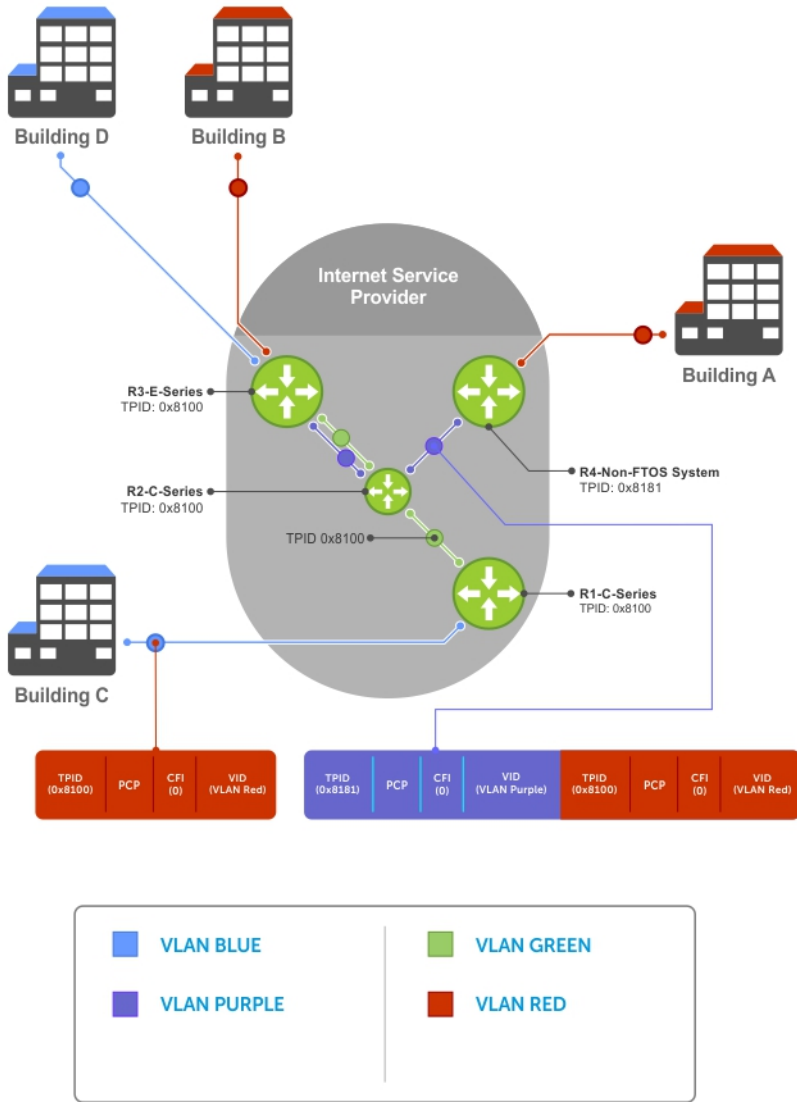 Building D
Building B
Internet Service
Provider
Building A
R3-E-Series
TPID: 0x8100
R4-Non-FTOS System
TPID: 0x8181
R2-C-Series
TPID: 0x8100
TPID 0x8100
R1-C-Series
TPID: 0x8100
Building C
TPID
(0x8100)
PCP
CFI
(0)
VID
(VLAN Red)
TPID
(0x8181)
PCP
CFI
(0)
VID
(VLAN Purple)
TPID
(0x8100)
PCP
CFI
(0)
VID
(VLAN Red)
VLAN BLUE
VLAN GREEN
VLAN PURPLE
VLAN RED